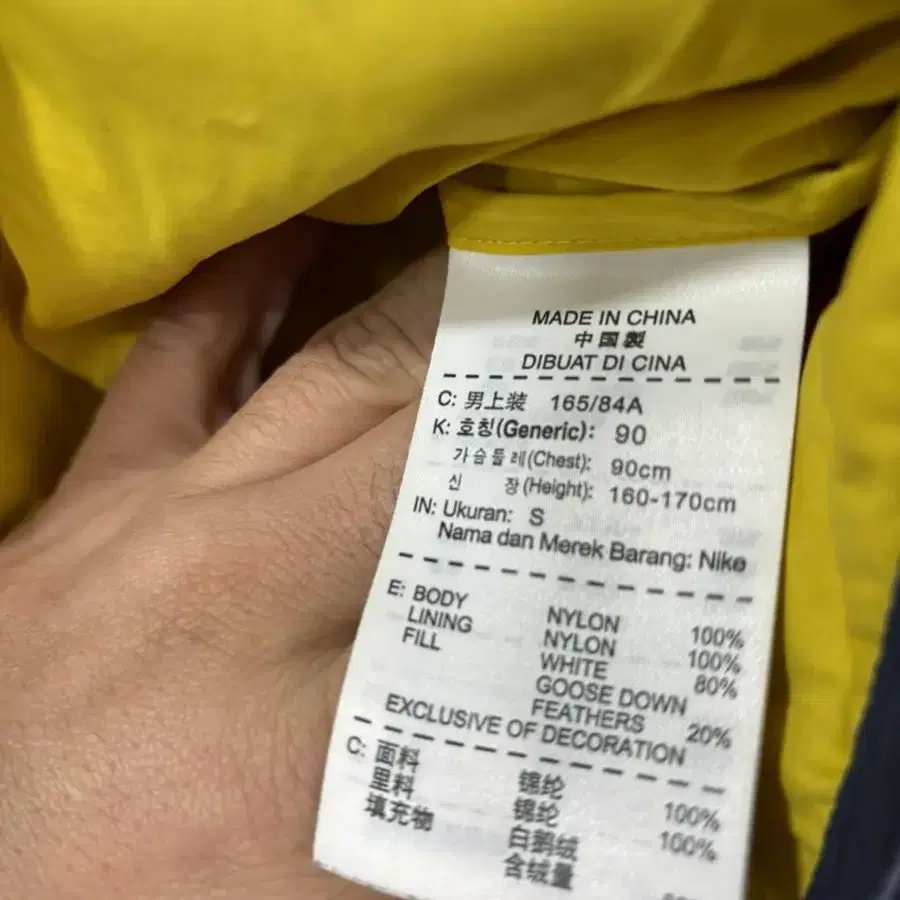 MADE IN CHINA
中国製
DIBUAT DI CINA
C: 男上装 165/84A
K: 호칭(Generic): 90
가슴둘레(Chest): 90cm
신 장(Height): 160-170cm
IN: Ukuran: S
Nama dan Merek Barang: Nike
E: BODY NYLON 100%
LINING NYLON 100%
FILL WHITE 80%
GOOSE DOWN
FEATHERS 20%
EXCLUSIVE OF DECORATION
C: 面料 锦纶 100%
里料 锦纶 100%
填充物 白鹅绒
含绒量